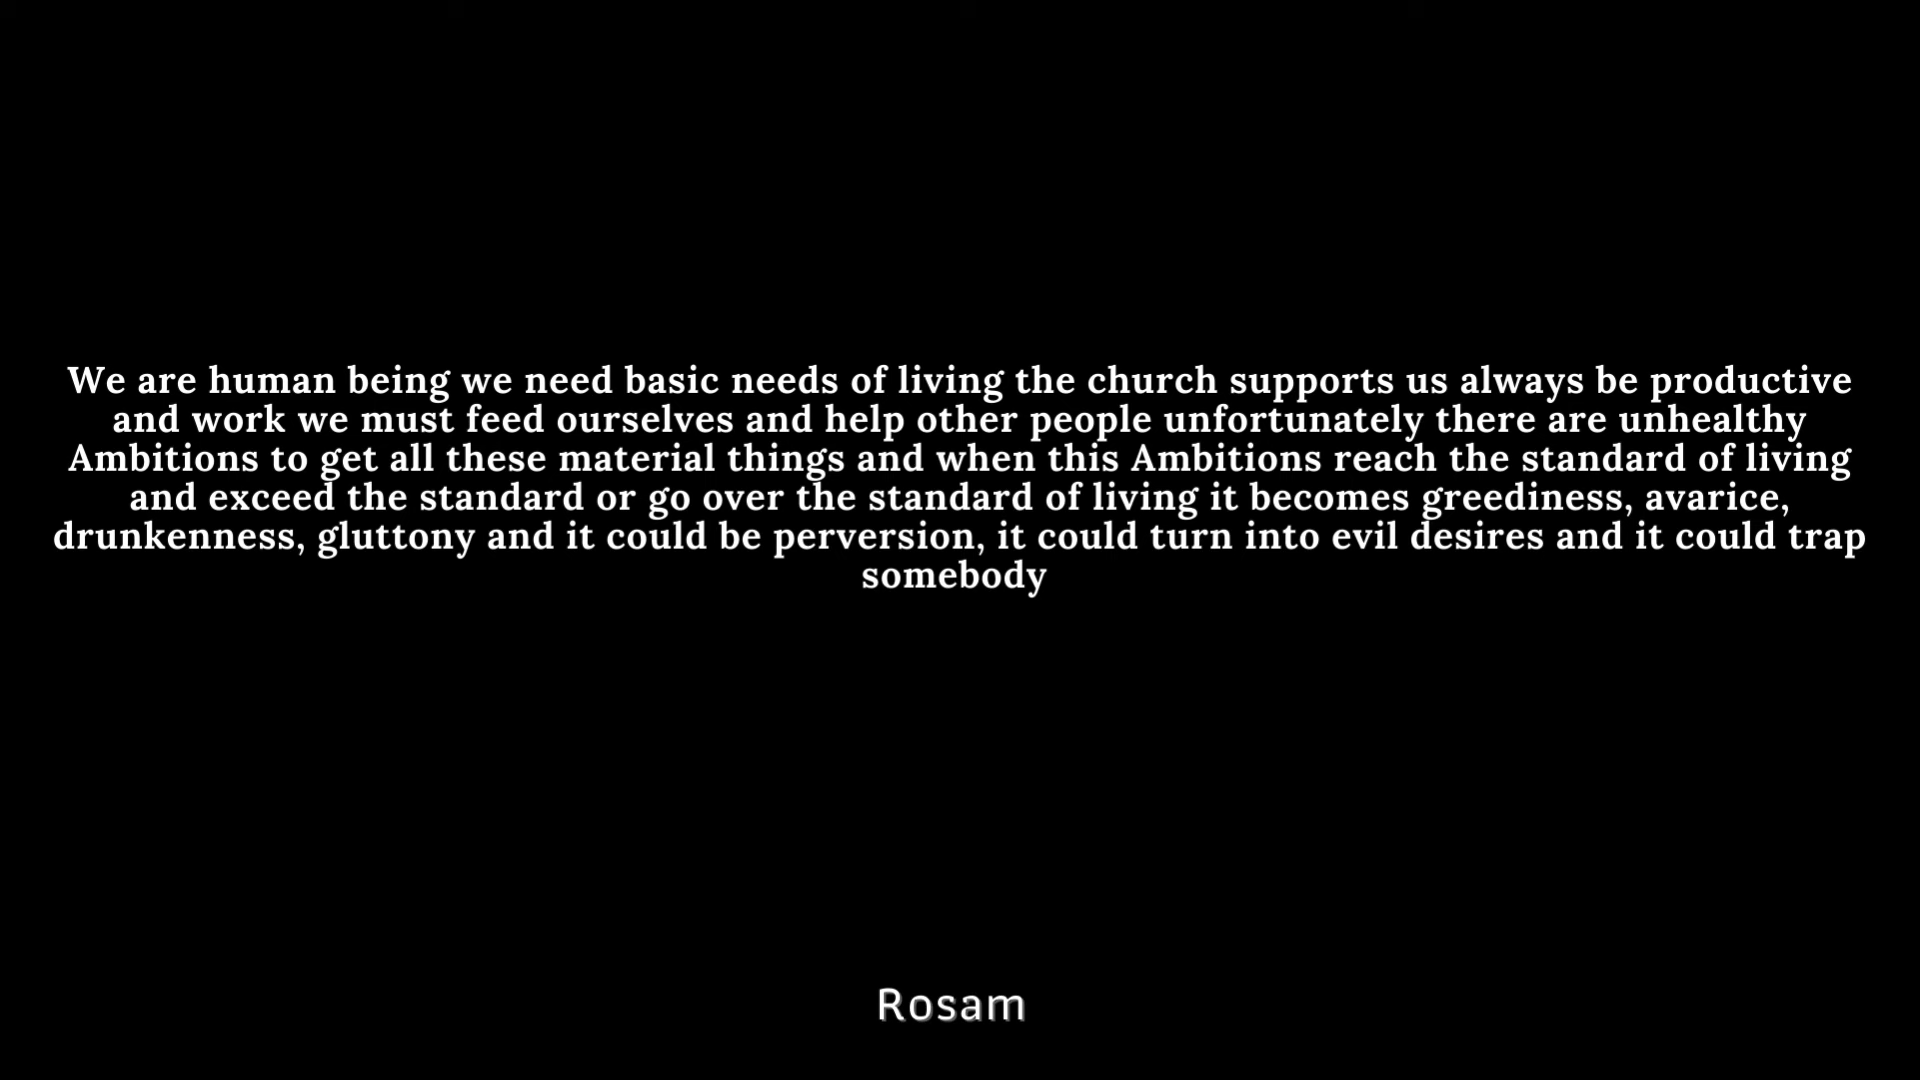 We are human being we need basic needs of living the church supports us always be productive
and work we must feed ourselves and help other people unfortunately there are unhealthy
Ambitions to get all these material things and when this Ambitions reach the standard of living
and exceed the standard or go over the standard of living it becomes greediness, avarice,
drunkenness, gluttony and it could be perversion, it could turn into evil desires and it could trap
somebody
Rosam